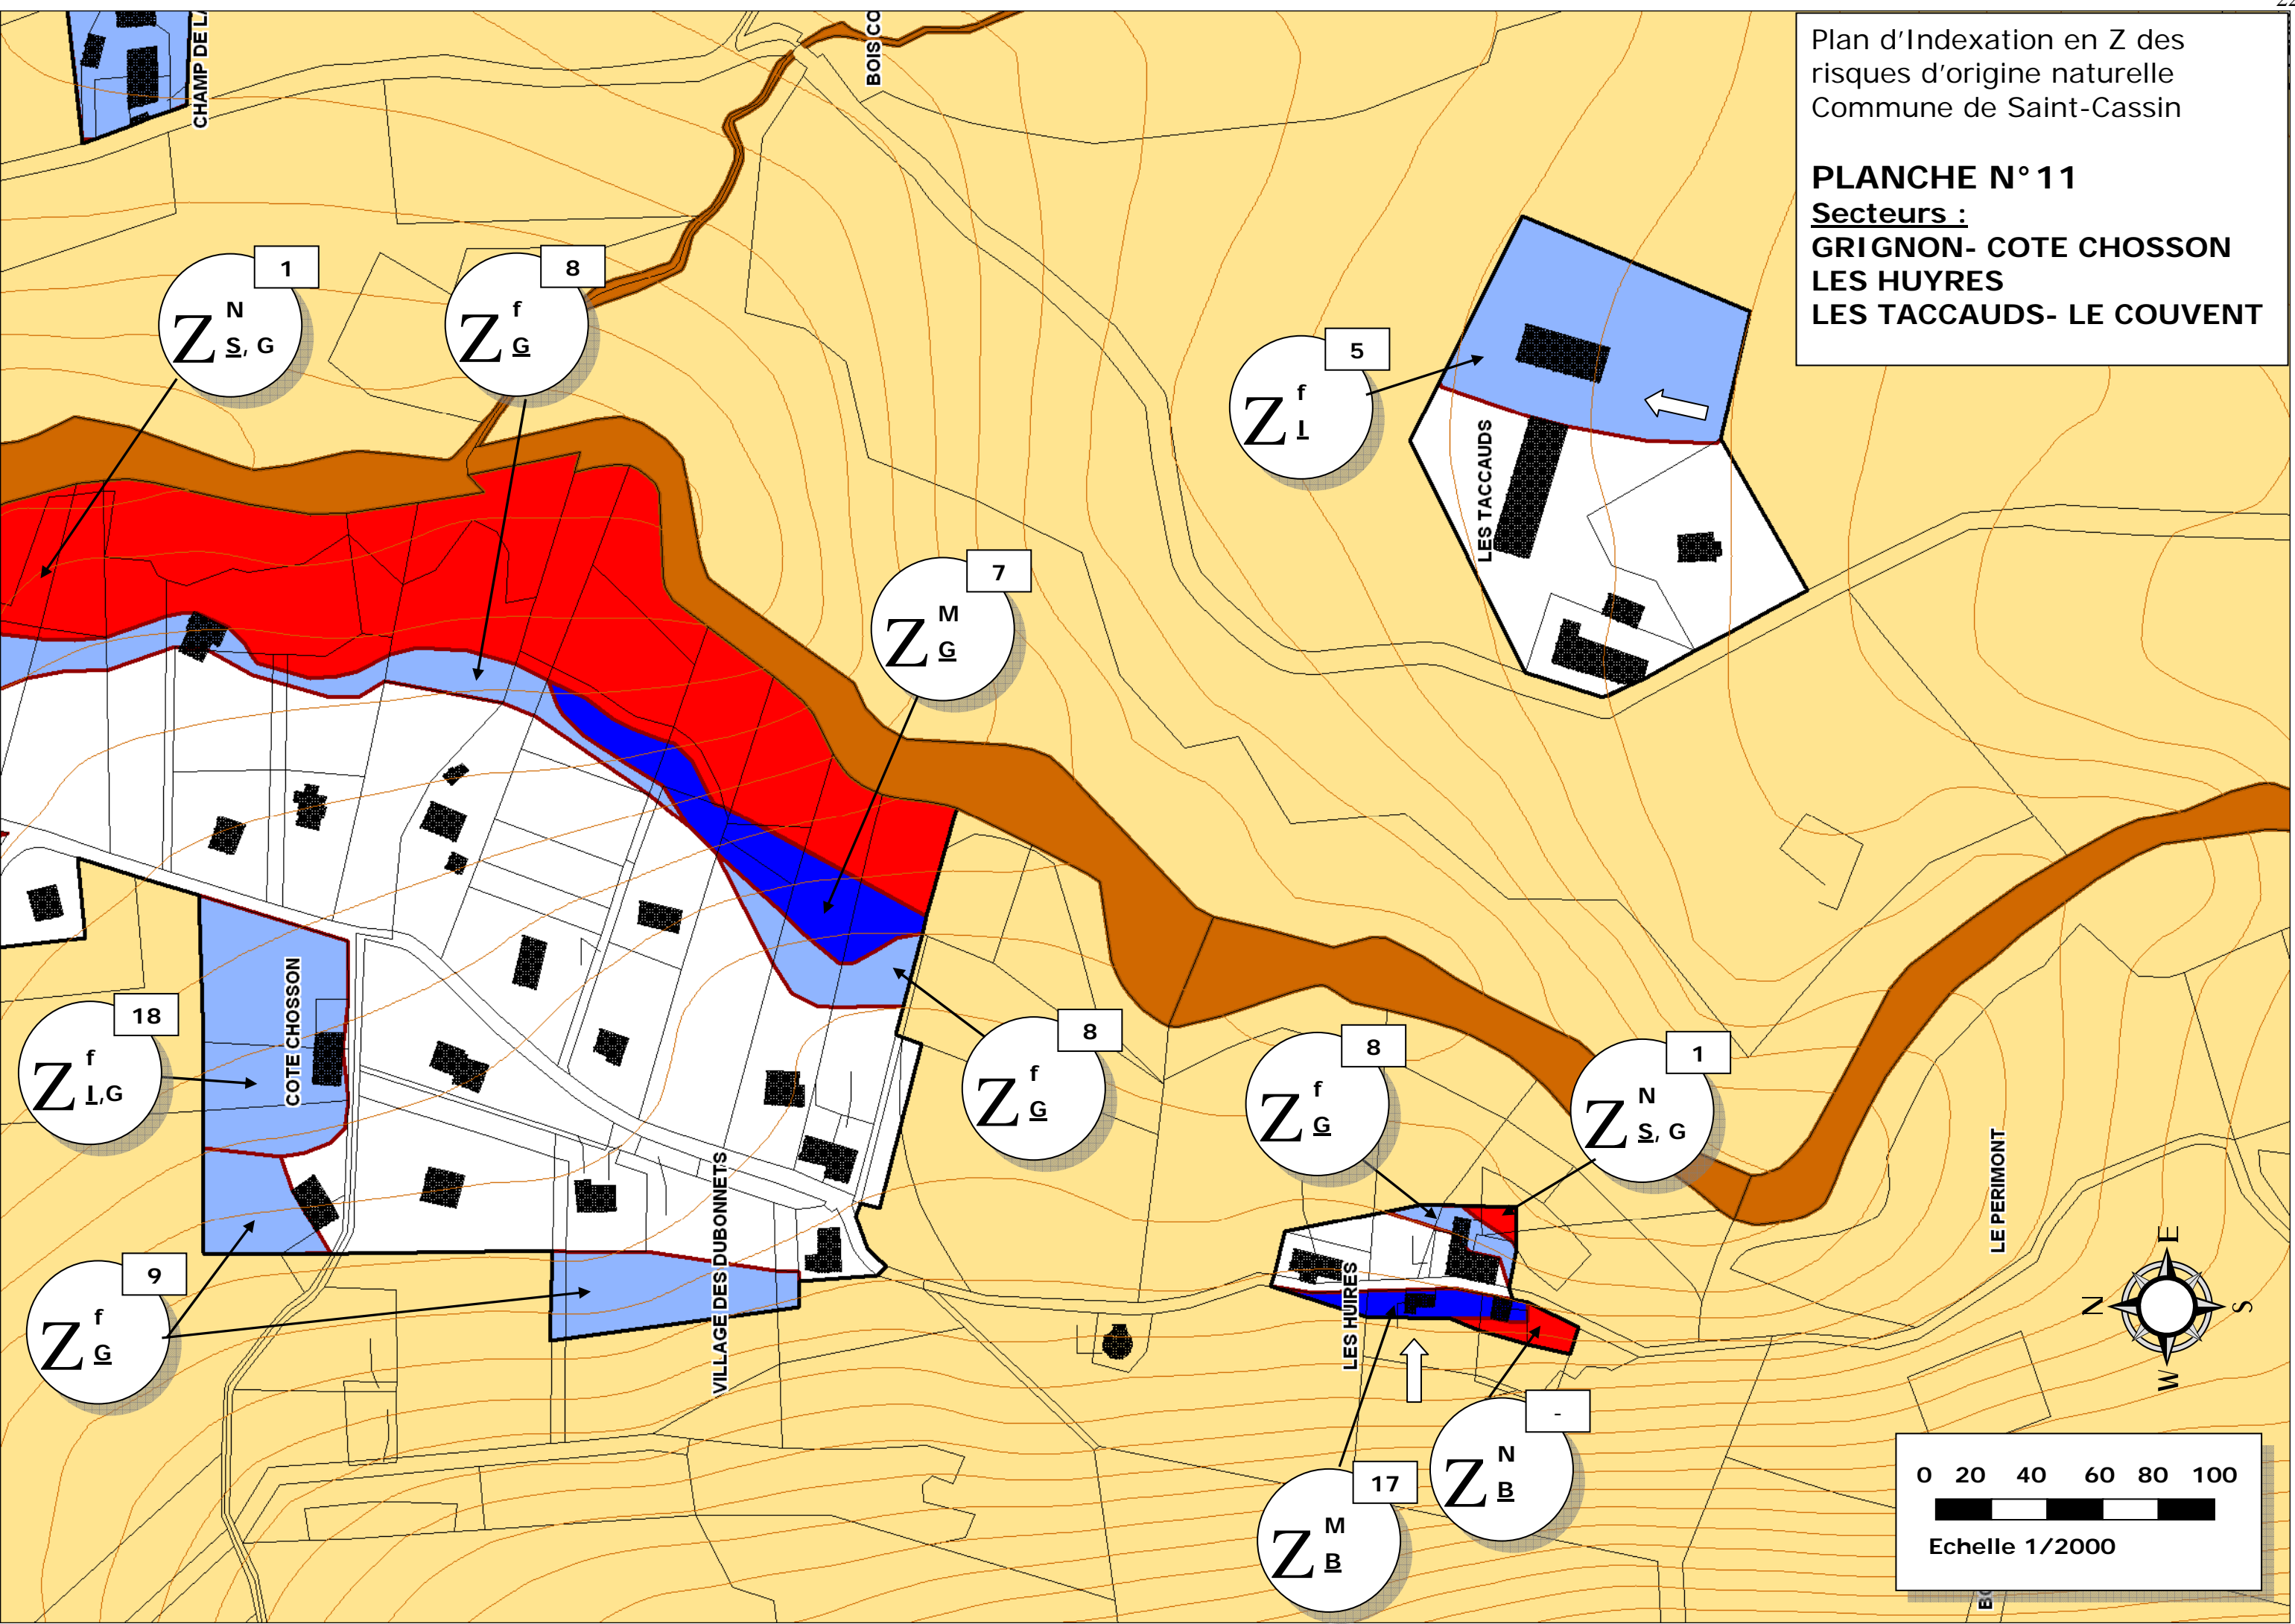 Plan d'Indexation en Z des
risques d'origine naturelle
Commune de Saint-Cassin
PLANCHE N°11
Secteurs :
GRIGNON- COTE CHOSSON
LES HUYRES
LES TACCAUDS- LE COUVENT
CHAMP DE
BOIS
1
Z N
S, G
8
Z f
G
5
Z f
I
LES TACCAUDS
7
Z M
G
COTE CHOSSON
18
Z f
I,G
8
Z f
G
8
Z f
G
1
Z N
S, G
LE PERIMONT
9
Z f
G
VILLAGE DES DUBONNETS
LES HUIRES
-
Z N
B
17
Z M
B
E
N
S
W
0 20 40 60 80 100
Echelle 1/2000